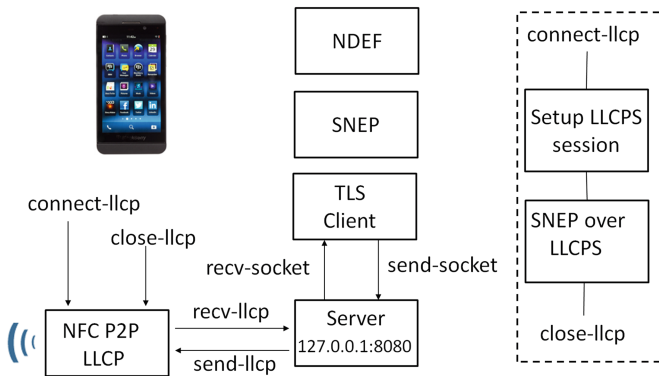 NDEF
SNEP
TLS
Client
connect-llcp
close-llcp
recv-socket
send-socket
NFC P2P
LLCP
recv-llcp
send-llcp
Server
127.0.0.1:8080
connect-llcp
Setup LLCPS
session
SNEP over
LLCPS
close-llcp